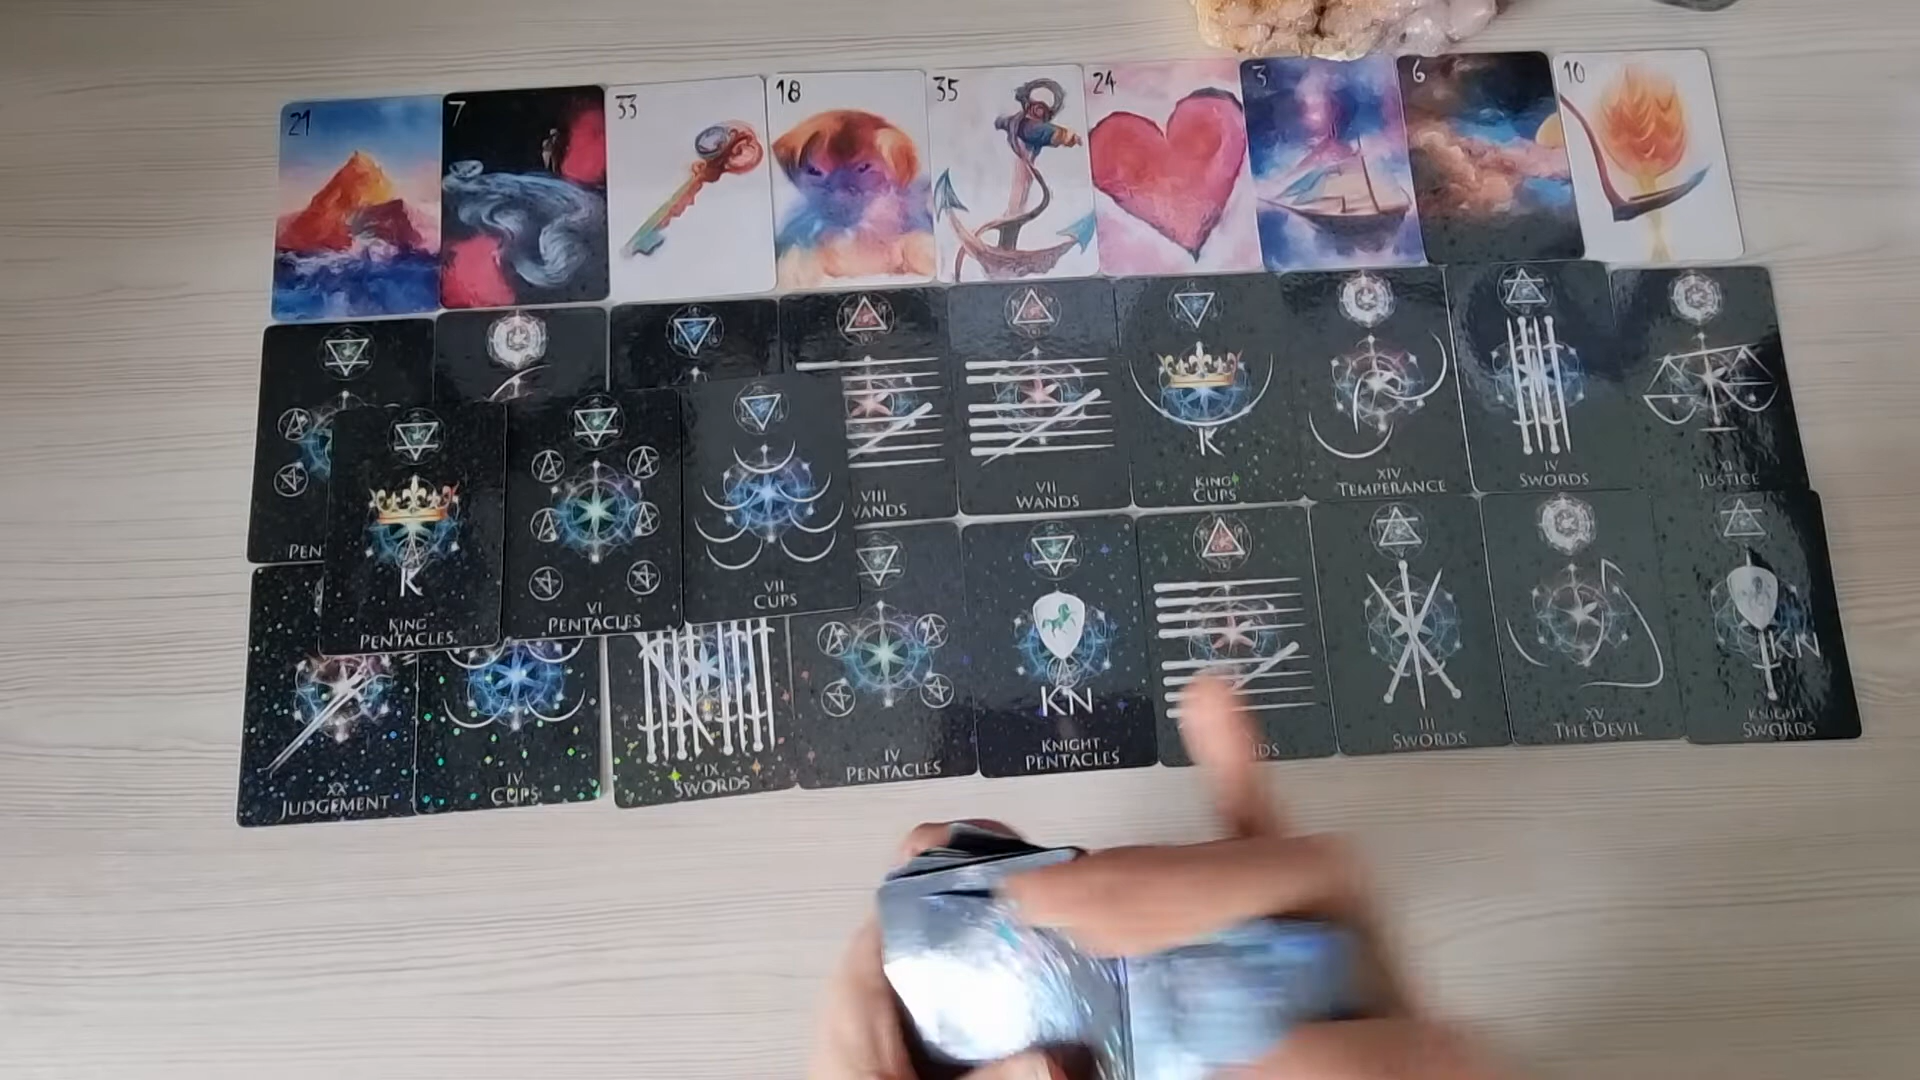 21
7
33
18
35
24
3
6
10
VIII
WANDS
VII
WANDS
K
KING
CUPS
XIV
TEMPERANCE
IV
SWORDS
XI
JUSTICE
PEN
K
KING
PENTACLES
VI
PENTACLES
VII
CUPS
XX
JUDGEMENT
IV
CUPS
IX
SWORDS
IV
PENTACLES
KN
KNIGHT
PENTACLES
III
SWORDS
XV
THE DEVIL
KN
KNIGHT
SWORDS